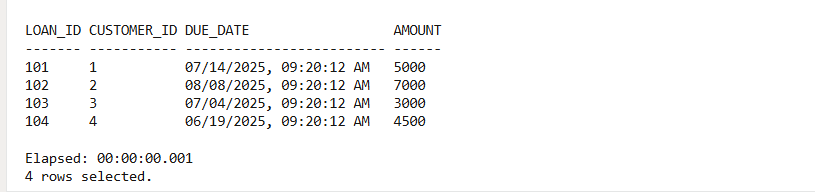 LOAN_ID CUSTOMER_ID DUE_DATE                  AMOUNT
------- ----------- ------------------------- ------
101     1           07/14/2025, 09:20:12 AM   5000
102     2           08/08/2025, 09:20:12 AM   7000
103     3           07/04/2025, 09:20:12 AM   3000
104     4           06/19/2025, 09:20:12 AM   4500
Elapsed: 00:00:00.001
4 rows selected.